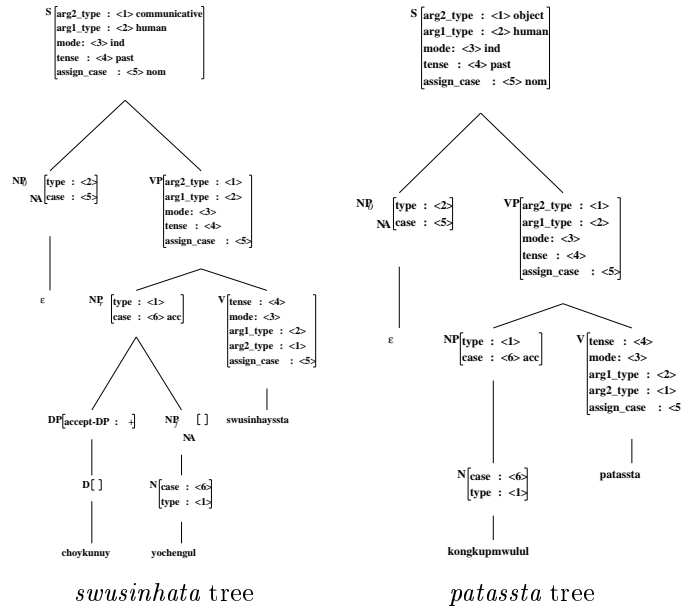 S [arg2_type : <1> communicative
arg1_type : <2> human
mode: <3> ind
tense : <4> past
assign_case : <5> nom]
NP0 NA [type : <2>
case : <5>]
VP [arg2_type : <1>
arg1_type : <2>
mode: <3>
tense : <4>
assign_case : <5>]
ε
NP [type : <1>
case : <6> acc]
V [tense : <4>
mode: <3>
arg1_type : <2>
arg2_type : <1>
assign_case : <5>]
DP [accept-DP : +]
NP NA [ ]
swusinhayssta
D [ ]
N [case : <6>
type : <1>]
choykunuy
yochengul
swusinhata tree
S [arg2_type : <1> object
arg1_type : <2> human
mode: <3> ind
tense : <4> past
assign_case : <5> nom]
NP0 NA [type : <2>
case : <5>]
VP [arg2_type : <1>
arg1_type : <2>
mode: <3>
tense : <4>
assign_case : <5>]
ε
NP [type : <1>
case : <6> acc]
V [tense : <4>
mode: <3>
arg1_type : <2>
arg2_type : <1>
assign_case : <5
N [case : <6>
type : <1>]
patassta
kongkupmwulul
patassta tree